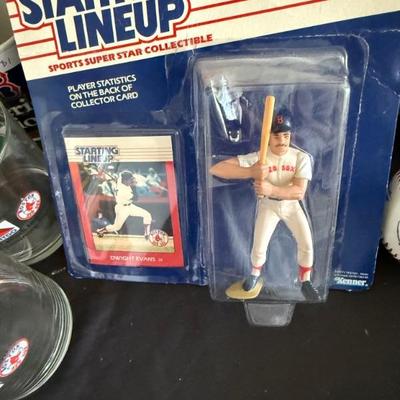 STARTING
LINEUP
SPORTS SUPER STAR COLLECTIBLE
PLAYER STATISTICS
ON THE BACK OF
COLLECTOR CARD
STARTING
LINEUP
DWIGHT EVANS
B
RED SOX
Kenner